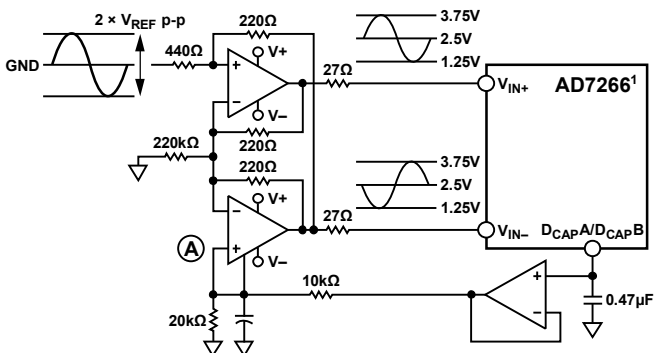 2 × VREF p-p
GND
440Ω
220Ω
V+
+
−
V−
27Ω
220Ω
220kΩ
220Ω
V+
−
+
V−
27Ω
A
20kΩ
10kΩ
3.75V
2.5V
1.25V
3.75V
2.5V
1.25V
AD7266¹
VIN+
VIN−
DCAPA/DCAPB
+
−
0.47µF